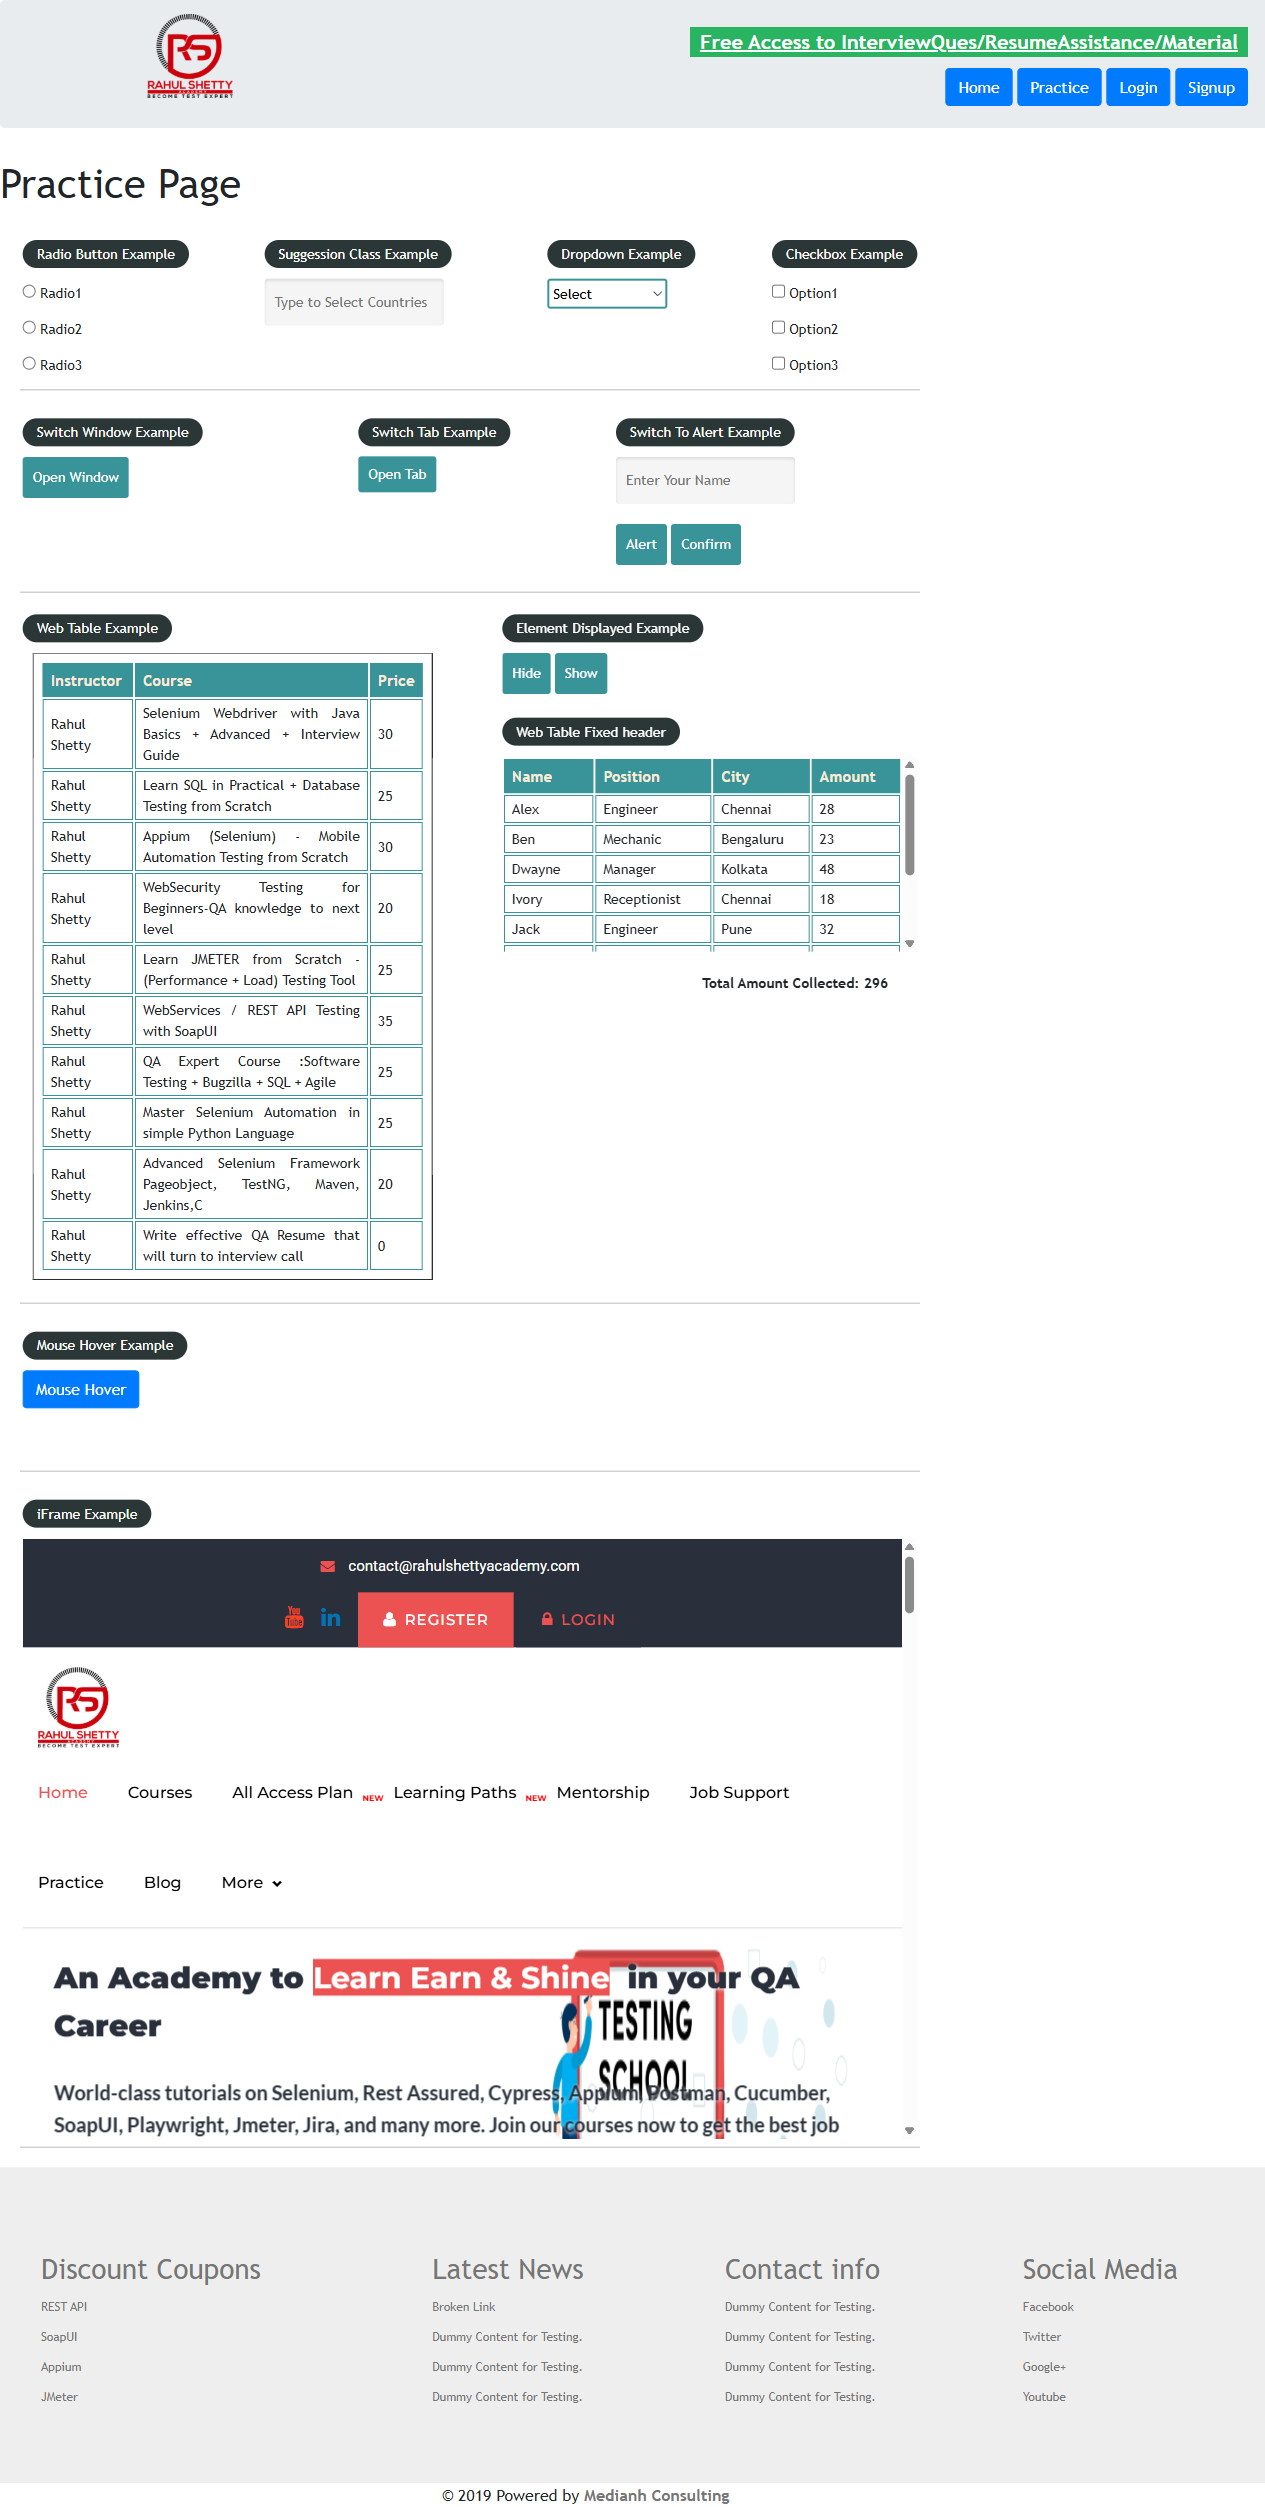 RAHUL SHETTY
ACADEMY
BECOME TEST EXPERT
Free Access to InterviewQues/ResumeAssistance/Material
Home Practice Login Signup
Practice Page
Radio Button Example
Radio1
Radio2
Radio3
Suggession Class Example
Type to Select Countries
Dropdown Example
Select
Checkbox Example
Option1
Option2
Option3
Switch Window Example
Open Window
Switch Tab Example
Open Tab
Switch To Alert Example
Enter Your Name
Alert Confirm
Web Table Example
Instructor Course Price
Rahul Shetty Selenium Webdriver with Java Basics + Advanced + Interview Guide 30
Rahul Shetty Learn SQL in Practical + Database Testing from Scratch 25
Rahul Shetty Appium (Selenium) - Mobile Automation Testing from Scratch 30
Rahul Shetty WebSecurity Testing for Beginners-QA knowledge to next level 20
Rahul Shetty Learn JMETER from Scratch - (Performance + Load) Testing Tool 25
Rahul Shetty WebServices / REST API Testing with SoapUI 35
Rahul Shetty QA Expert Course :Software Testing + Bugzilla + SQL + Agile 25
Rahul Shetty Master Selenium Automation in simple Python Language 25
Rahul Shetty Advanced Selenium Framework Pageobject, TestNG, Maven, Jenkins,C 20
Rahul Shetty Write effective QA Resume that will turn to interview call 0
Element Displayed Example
Hide Show
Web Table Fixed header
Name Position City Amount
Alex Engineer Chennai 28
Ben Mechanic Bengaluru 23
Dwayne Manager Kolkata 48
Ivory Receptionist Chennai 18
Jack Engineer Pune 32
Total Amount Collected: 296
Mouse Hover Example
Mouse Hover
iFrame Example
contact@rahulshettyacademy.com
You Tube in REGISTER LOGIN
RAHUL SHETTY
ACADEMY
BECOME TEST EXPERT
Home Courses All Access Plan NEW Learning Paths NEW Mentorship Job Support
Practice Blog More
An Academy to Learn Earn & Shine in your QA
Career
TESTING
SCHOOL
World-class tutorials on Selenium, Rest Assured, Cypress, Appium, Postman, Cucumber,
SoapUI, Playwright, Jmeter, Jira, and many more. Join our courses now to get the best job
Discount Coupons
REST API
SoapUI
Appium
JMeter
Latest News
Broken Link
Dummy Content for Testing.
Dummy Content for Testing.
Dummy Content for Testing.
Contact info
Dummy Content for Testing.
Dummy Content for Testing.
Dummy Content for Testing.
Dummy Content for Testing.
Social Media
Facebook
Twitter
Google+
Youtube
© 2019 Powered by Medianh Consulting